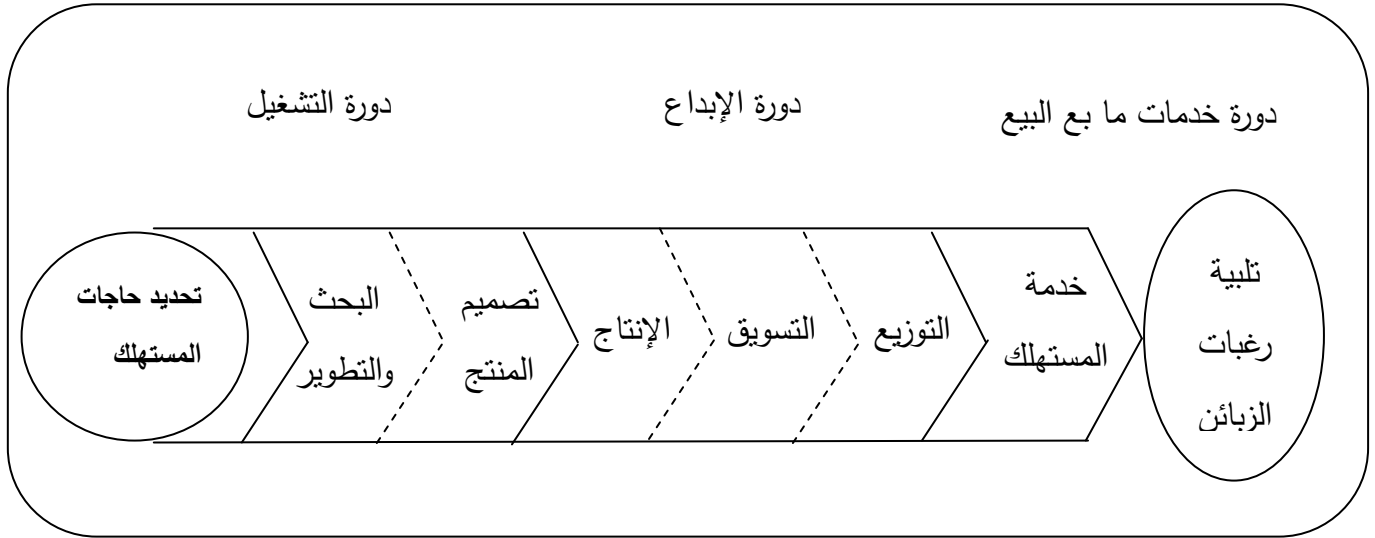 دورة خدمات ما بع البيع
دورة الإبداع
دورة التشغيل
تحديد حاجات
المستهلك
البحث
والتطوير
تصميم
المنتج
الإنتاج
التسويق
التوزيع
خدمة
المستهلك
تلبية
رغبات
الزبائن